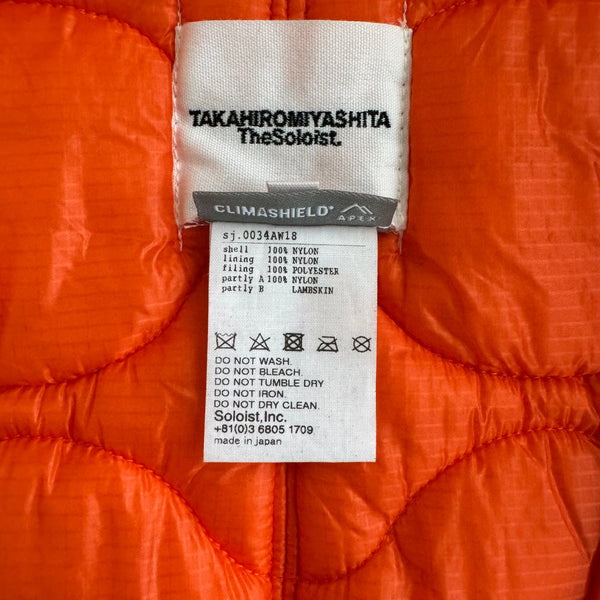 TAKAHIROMIYASHITA
TheSoloist.
CLIMASHIELD®
APEX
sj.0034AW18
shell 100% NYLON
lining 100% NYLON
filing 100% POLYESTER
partly A 100% NYLON
partly B LAMBSKIN
DO NOT WASH.
DO NOT BLEACH.
DO NOT TUMBLE DRY
DO NOT IRON.
DO NOT DRY CLEAN.
Soloist,Inc.
+81(0)3 6805 1709
made in japan